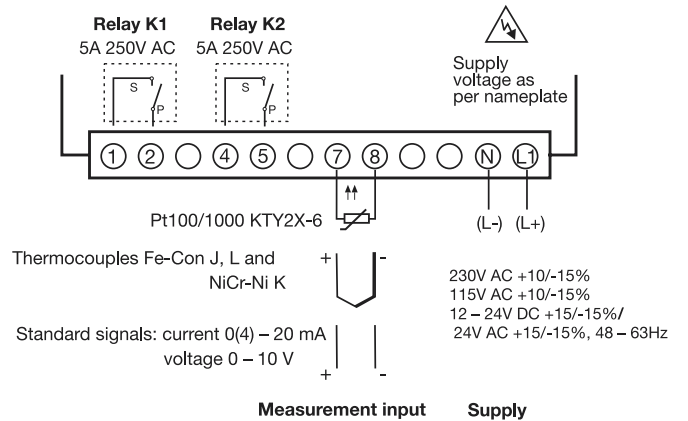 Relay K1 Relay K2
5A 250V AC 5A 250V AC
Supply
voltage as
per nameplate
S P S P
1 2 4 5 7 8 N L1
Pt100/1000 KTY2X-6
(L-) (L+)
Thermocouples Fe-Con J, L and
NiCr-Ni K
+ -
230V AC +10/-15%
115V AC +10/-15%
12 – 24V DC +15/-15%/
24V AC +15/-15%, 48 – 63Hz
Standard signals: current 0(4) – 20 mA
voltage 0 – 10 V
+ -
Measurement input Supply